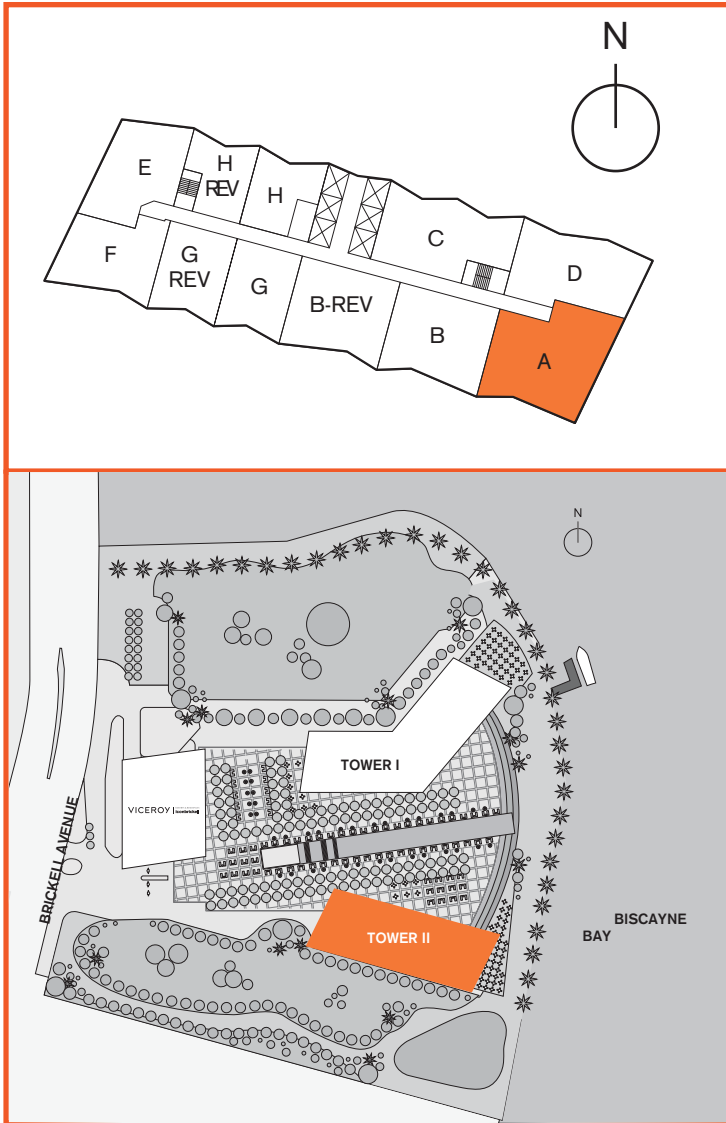 N
E
H
REV
H
C
D
F
G
REV
G
B-REV
B
A
N
TOWER I
VICEROY
BRICKELL AVENUE
TOWER II
BISCAYNE
BAY